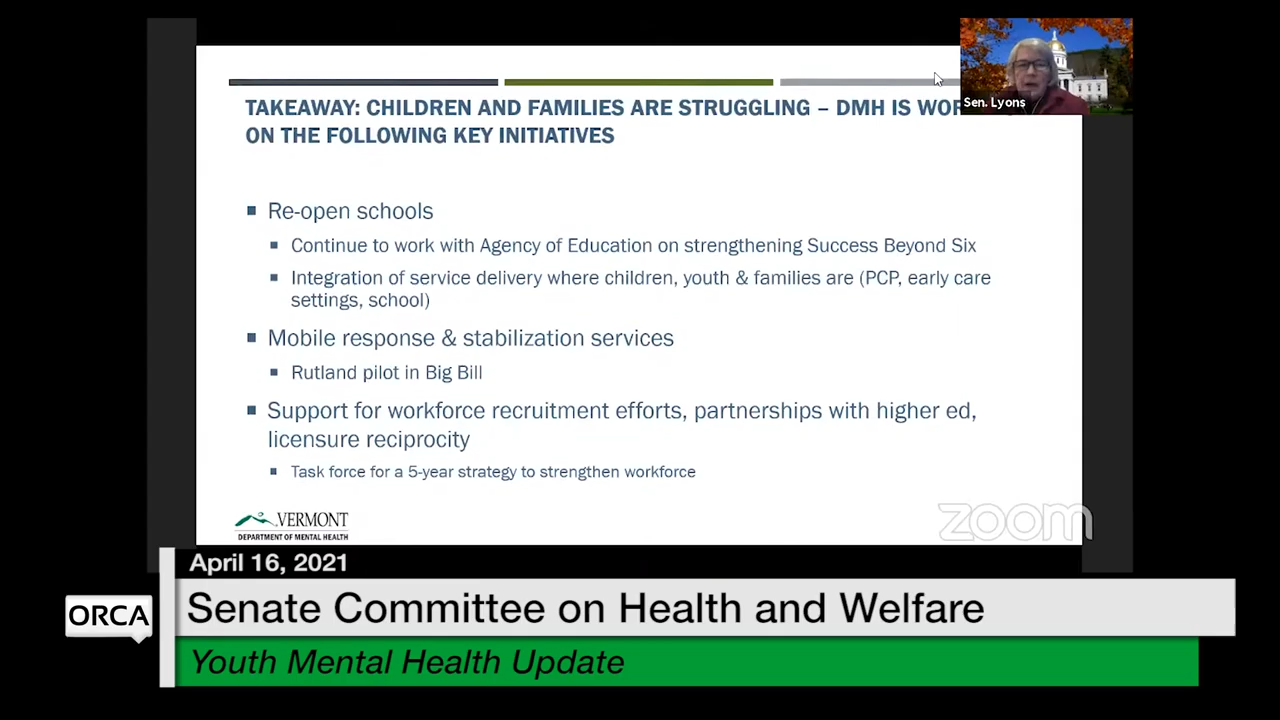 TAKEAWAY: CHILDREN AND FAMILIES ARE STRUGGLING – DMH IS WOR
ON THE FOLLOWING KEY INITIATIVES
Sen. Lyons
Re-open schools
Continue to work with Agency of Education on strengthening Success Beyond Six
Integration of service delivery where children, youth & families are (PCP, early care
settings, school)
Mobile response & stabilization services
Rutland pilot in Big Bill
Support for workforce recruitment efforts, partnerships with higher ed,
licensure reciprocity
Task force for a 5-year strategy to strengthen workforce
VERMONT
DEPARTMENT OF MENTAL HEALTH
zoom
April 16, 2021
ORCA
Senate Committee on Health and Welfare
Youth Mental Health Update